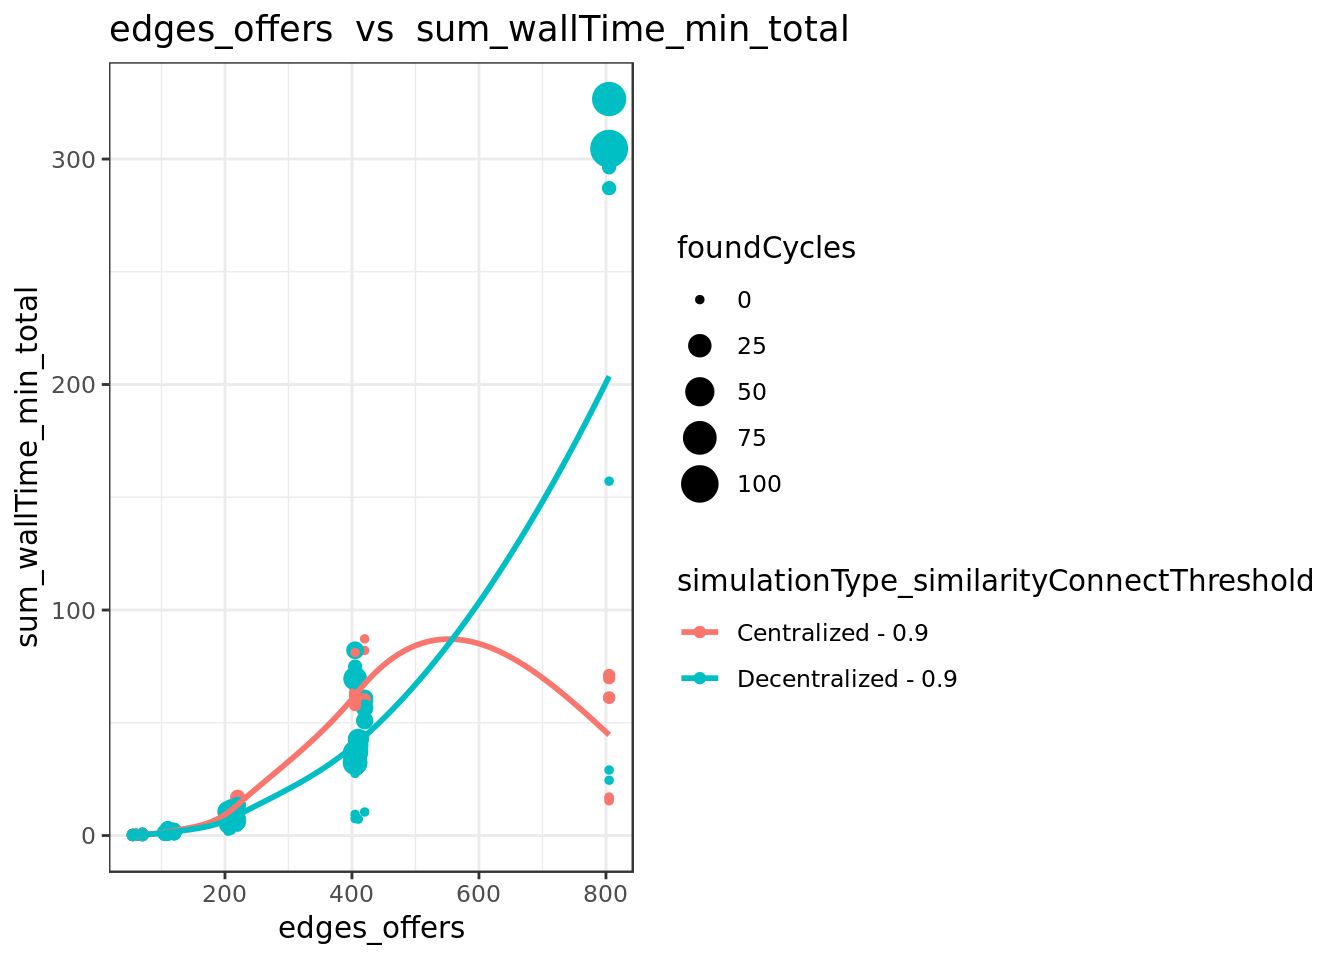 edges_offers vs sum_wallTime_min_total
sum_wallTime_min_total
300
200
100
0
200
400
600
800
edges_offers
foundCycles
0
25
50
75
100
simulationType_similarityConnectThreshold
Centralized - 0.9
Decentralized - 0.9